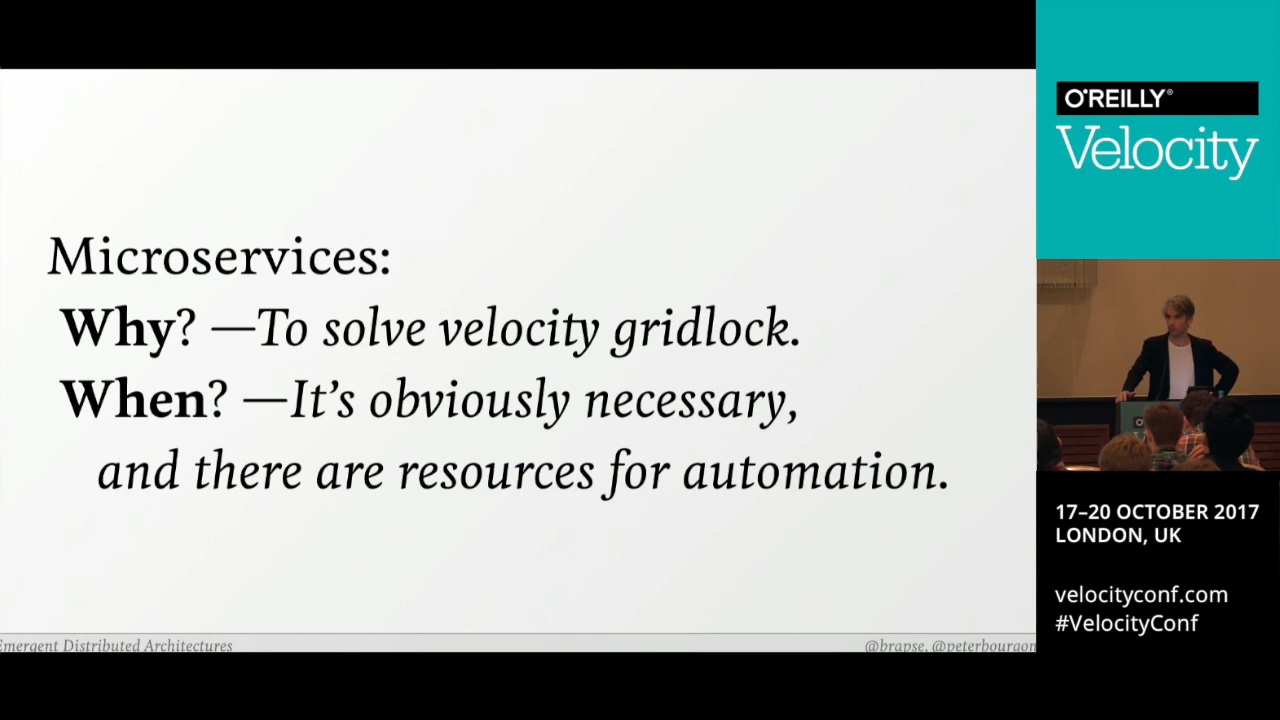 Microservices:
Why? —To solve velocity gridlock.
When? —It’s obviously necessary,
and there are resources for automation.
Emergent Distributed Architectures
@brapse, @peterbourgon
O'REILLY®
Velocity
17–20 OCTOBER 2017
LONDON, UK
velocityconf.com
#VelocityConf